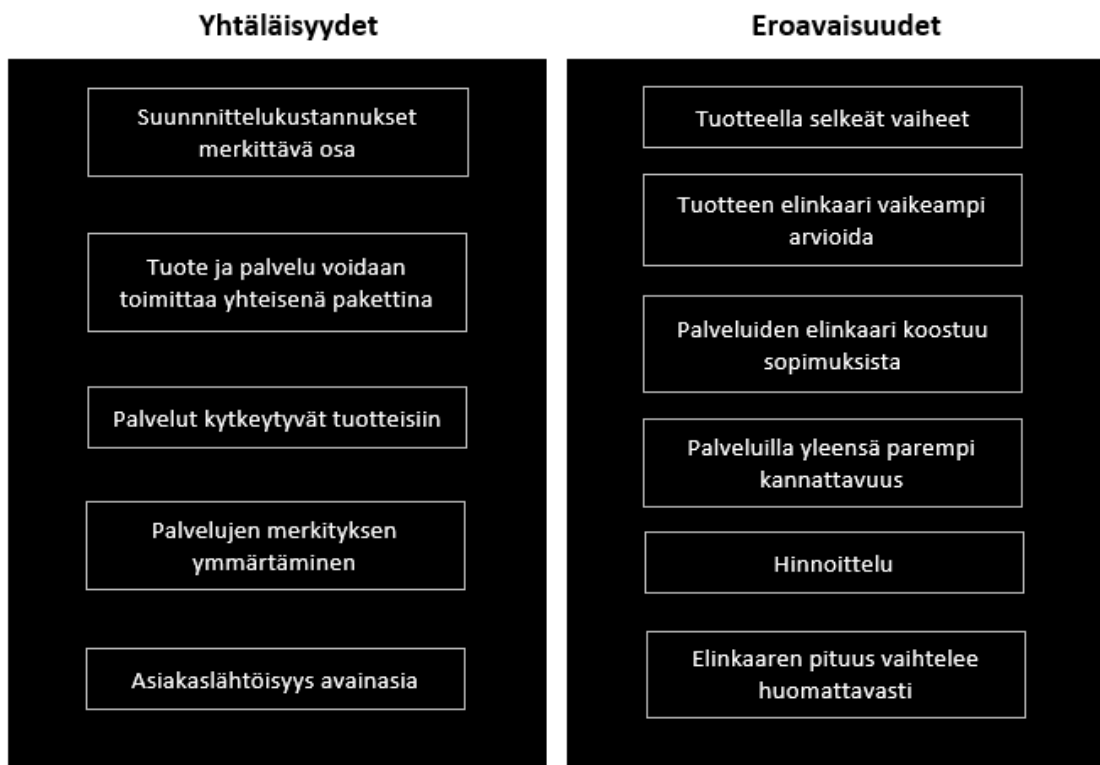 Yhtäläisyydet
Suunnnittelukustannukset
merkittävä osa
Tuote ja palvelu voidaan
toimittaa yhteisenä pakettina
Palvelut kytkeytyvät tuotteisiin
Palvelujen merkityksen
ymmärtäminen
Asiakaslähtöisyys avainasia
Eroavaisuudet
Tuotteella selkeät vaiheet
Tuotteen elinkaari vaikeampi
arvioida
Palveluiden elinkaari koostuu
sopimuksista
Palveluilla yleensä parempi
kannattavuus
Hinnoittelu
Elinkaaren pituus vaihtelee
huomattavasti